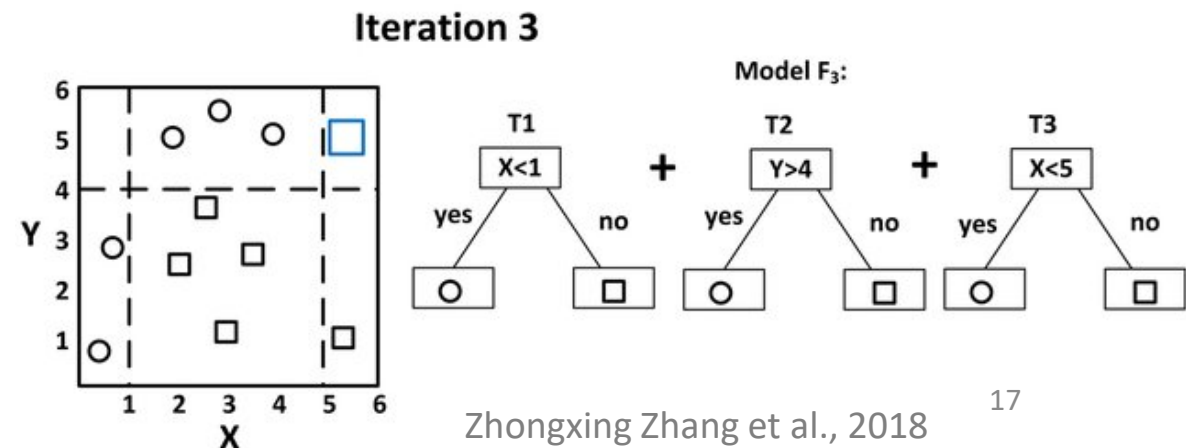 Iteration 3
Model F₃:
6
5
4
3
2
1
Y
1 2 3 4 5 6
X
T1
X<1
yes
no
+
T2
Y>4
yes
no
+
T3
X<5
yes
no
Zhongxing Zhang et al., 2018
17